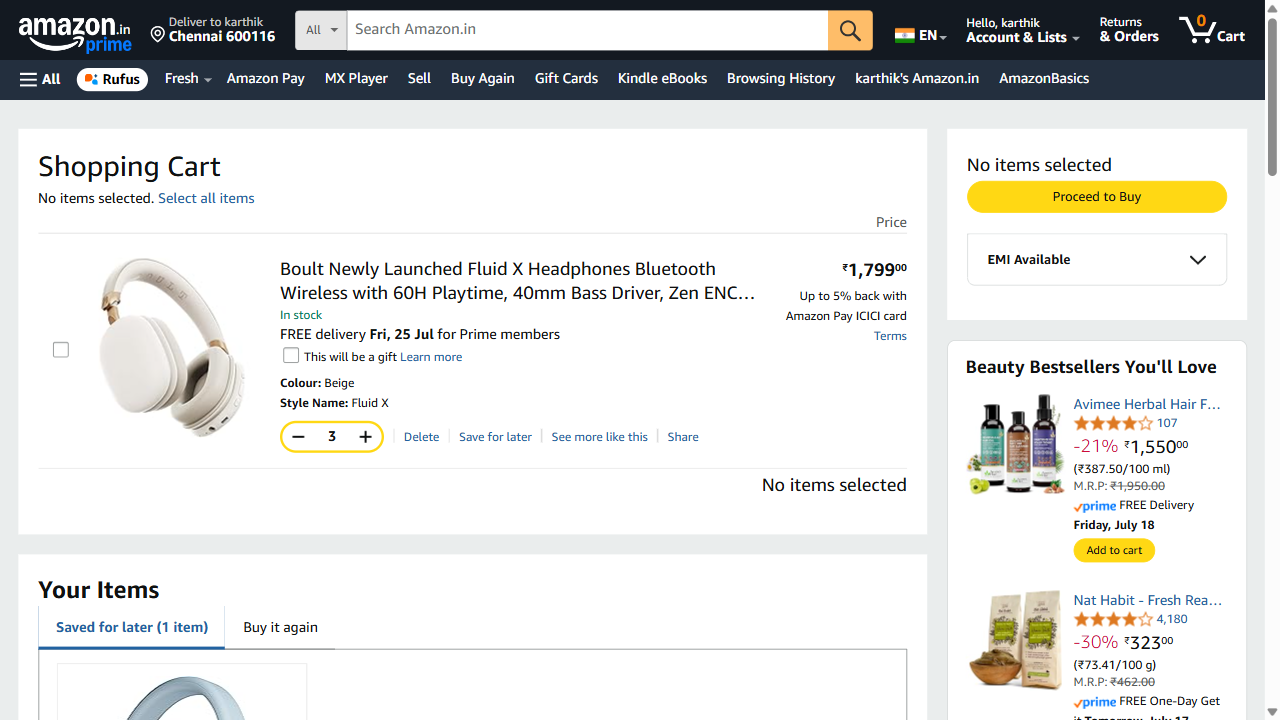 amazon.in
prime
Deliver to karthik
Chennai 600116
All
Search Amazon.in
EN
Hello, karthik
Account & Lists
Returns
& Orders
0
Cart
All
Rufus
Fresh
Amazon Pay
MX Player
Sell
Buy Again
Gift Cards
Kindle eBooks
Browsing History
karthik's Amazon.in
AmazonBasics
Shopping Cart
No items selected. Select all items
Price
Boult Newly Launched Fluid X Headphones Bluetooth
Wireless with 60H Playtime, 40mm Bass Driver, Zen ENC…
In stock
FREE delivery Fri, 25 Jul for Prime members
This will be a gift Learn more
Colour: Beige
Style Name: Fluid X
3
Delete
Save for later
See more like this
Share
₹1,79900
Up to 5% back with
Amazon Pay ICICI card
Terms
No items selected
Your Items
Saved for later (1 item)
Buy it again
No items selected
Proceed to Buy
EMI Available
Beauty Bestsellers You'll Love
Avimee Herbal Hair F…
107
-21% ₹1,55000
(₹387.50/100 ml)
M.R.P: ₹1,950.00
prime FREE Delivery
Friday, July 18
Add to cart
Nat Habit - Fresh Rea…
4,180
-30% ₹32300
(₹73.41/100 g)
M.R.P: ₹462.00
prime FREE One-Day Get
it Tomorrow, July 17